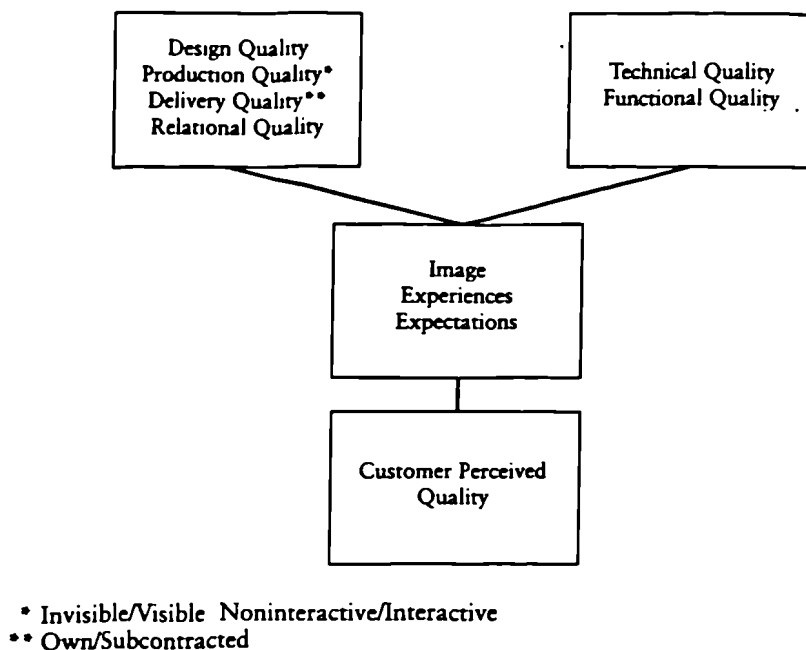 Design Quality
Production Quality*
Delivery Quality**
Relational Quality
Technical Quality
Functional Quality
Image
Experiences
Expectations
Customer Perceived
Quality
* Invisible/Visible Noninteractive/Interactive
** Own/Subcontracted